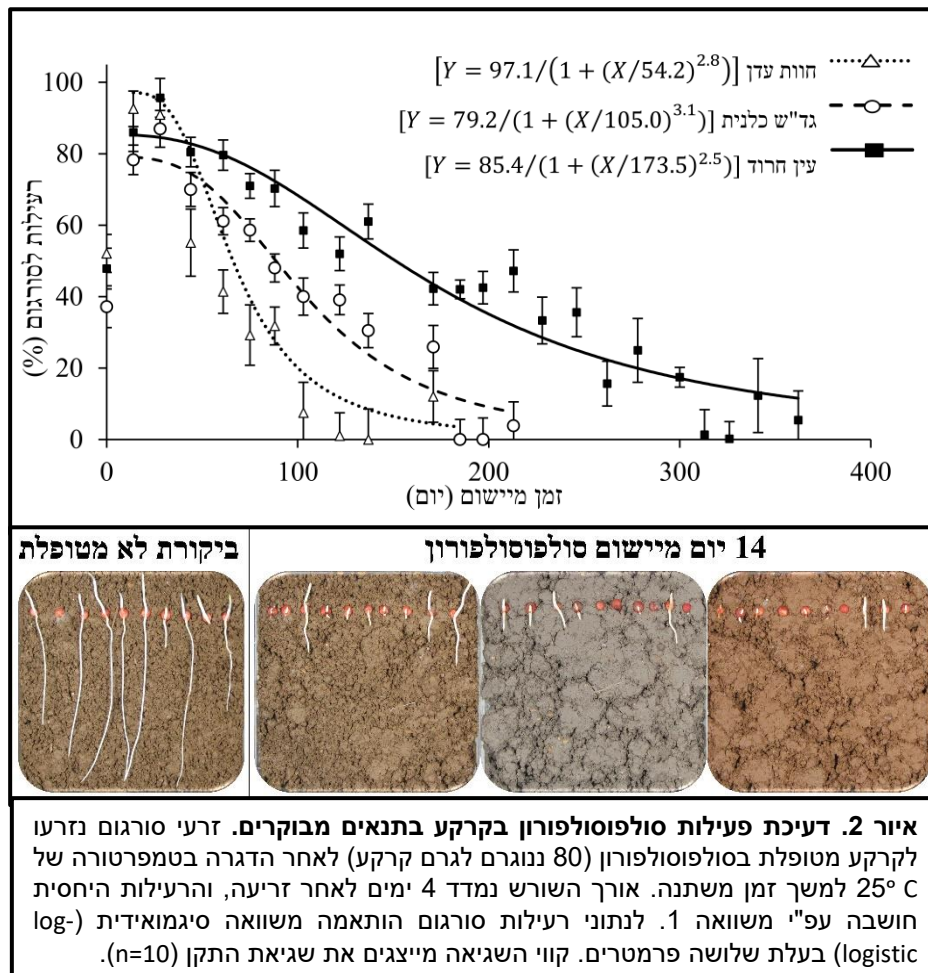 [Y = 97.1/(1 + (X/54.2)^2.8)] חוות עדן
[Y = 79.2/(1 + (X/105.0)^3.1)] גד"ש כלנית
[Y = 85.4/(1 + (X/173.5)^2.5)] עין חרוד
רעילות לסורגום (%)
100
80
60
40
20
0
0 100 200 300 400
זמן מיישום (יום)
ביקורת לא מטופלת
14 יום מיישום סולפוסולפורון
איור 2. דעיכת פעילות סולפוסולפורון בקרקע בתנאים מבוקרים. זרעי סורגום נזרעו
לקרקע מטופלת בסולפוסולפורון (80 ננוגרם לגרם קרקע) לאחר הדגרה בטמפרטורה של
25° C למשך זמן משתנה. אורך השורש נמדד 4 ימים לאחר זריעה, והרעילות היחסית
חושבה עפ"י משוואה 1. לנתוני רעילות סורגום הותאמה משוואה סיגמואידית (log-
logistic) בעלת שלושה פרמטרים. קווי השגיאה מייצגים את שגיאת התקן (n=10).